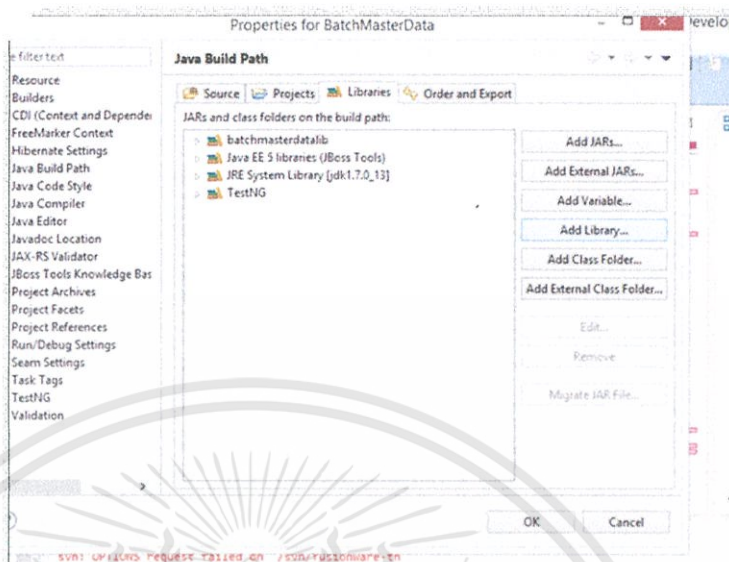 Properties for BatchMasterData
Develo
e filter text
Java Build Path
Resource
Builders
CDI (Context and Depende
FreeMarker Context
Hibernate Settings
Java Build Path
Java Code Style
Java Compiler
Java Editor
Javadoc Location
JAX-RS Validator
JBoss Tools Knowledge Bas
Project Archives
Project Facets
Project References
Run/Debug Settings
Seam Settings
Task Tags
TestNG
Validation
Source Projects Libraries Order and Export
JARs and class folders on the build path:
batchmasterdatalib
Java EE 5 libraries (JBoss Tools)
JRE System Library [jdk1.7.0_13]
TestNG
Add JARs...
Add External JARs...
Add Variable...
Add Library...
Add Class Folder...
Add External Class Folder...
Edit...
Remove
Migrate JAR File...
OK Cancel
svn: OPTIONS request failed on '/svn/fusionware-tn